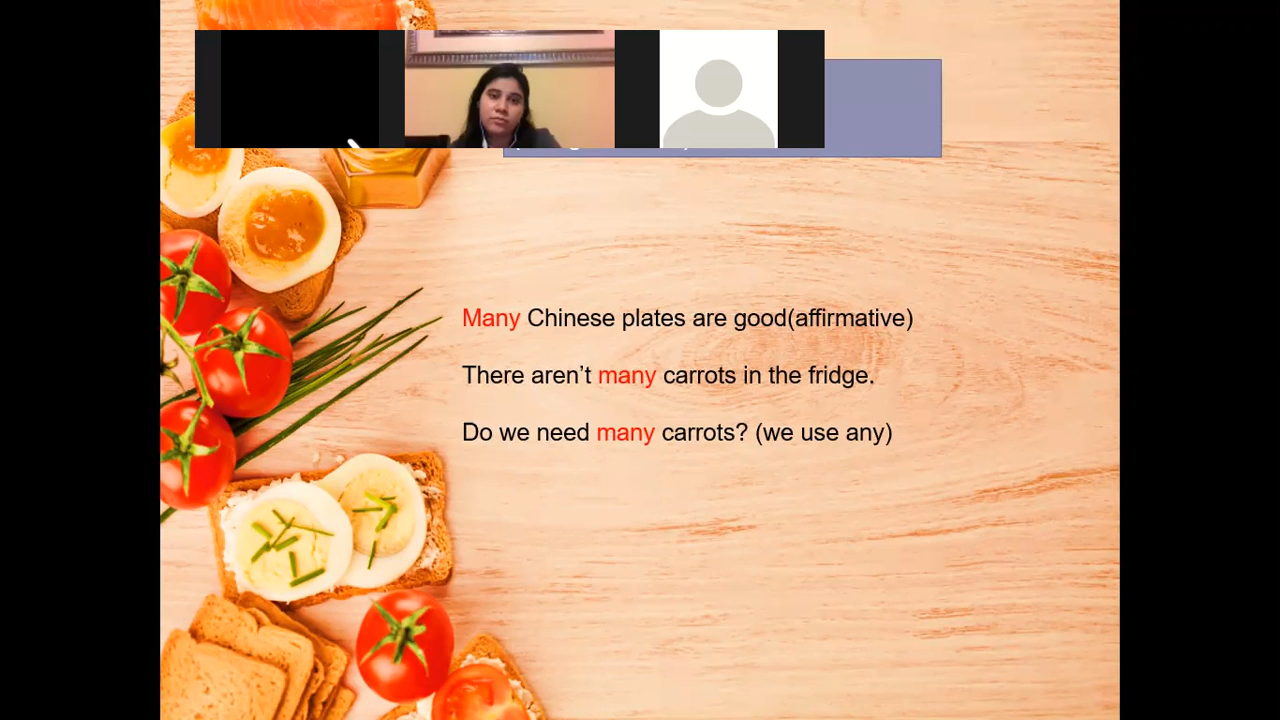 Many Chinese plates are good(affirmative)
There aren’t many carrots in the fridge.
Do we need many carrots? (we use any)